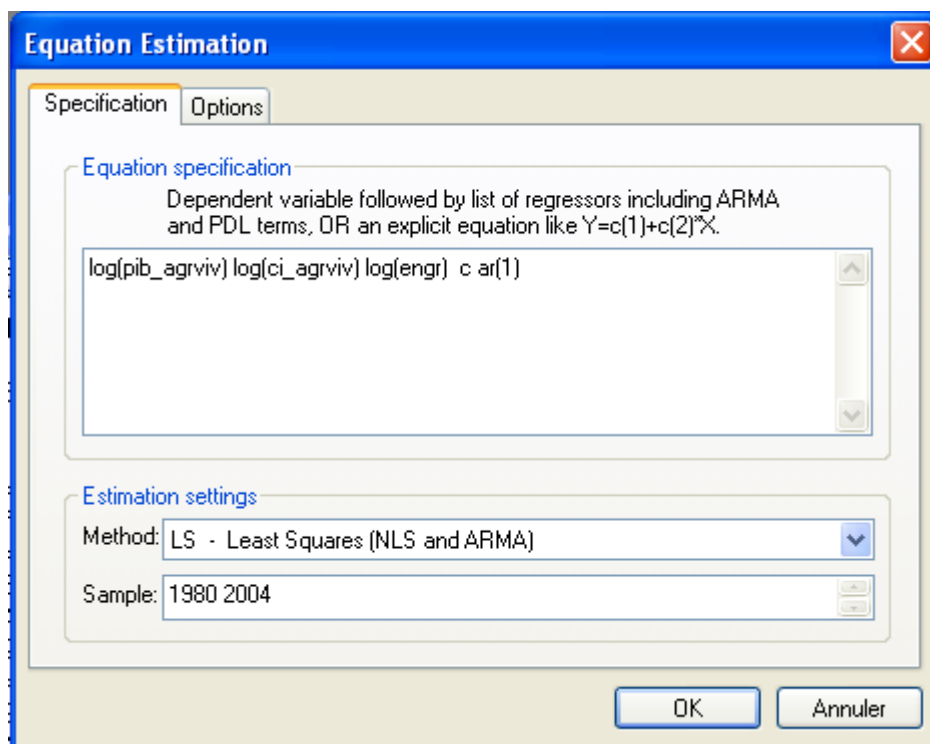 Equation Estimation
Specification
Options
Equation specification
Dependent variable followed by list of regressors including ARMA
and PDL terms, OR an explicit equation like Y=c(1)+c(2)*X.
log(pib_agrviv) log(ci_agrviv) log(engr)  c ar(1)
Estimation settings
Method: LS  -  Least Squares (NLS and ARMA)
Sample: 1980 2004
OK
Annuler